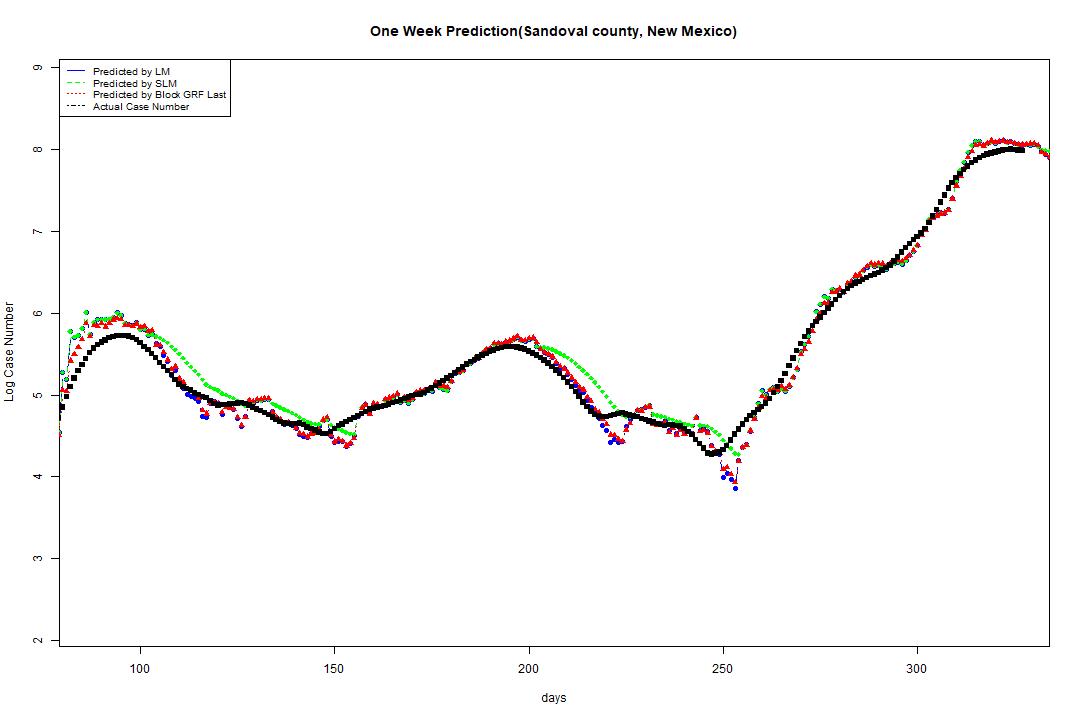 One Week Prediction(Sandoval county, New Mexico)
Predicted by LM
Predicted by SLM
Predicted by Block GRF Last
Actual Case Number
Log Case Number
9
8
7
6
5
4
3
2
100 150 200 250 300
days